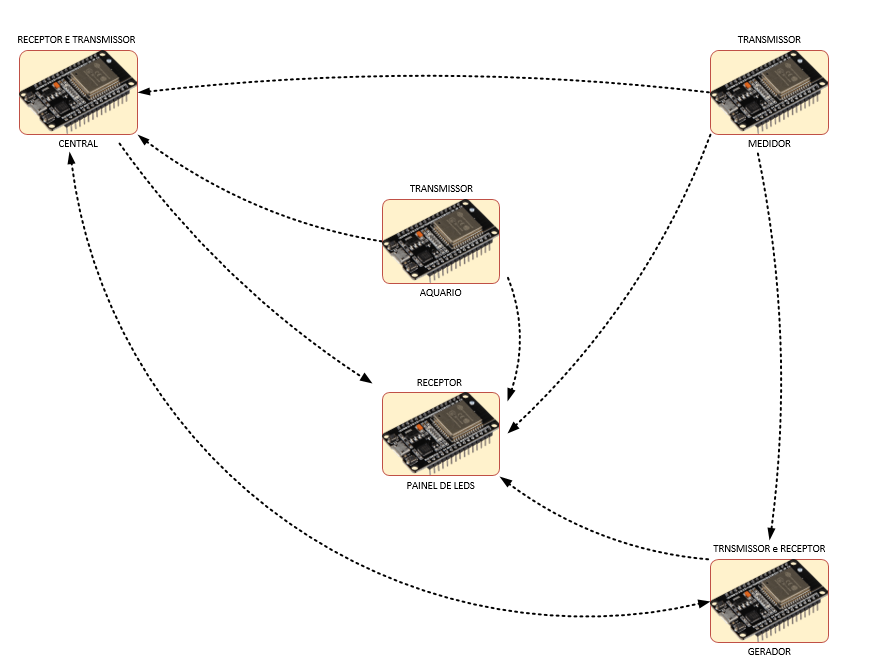 RECEPTOR E TRANSMISSOR
TRANSMISSOR
CENTRAL
MEDIDOR
TRANSMISSOR
AQUARIO
RECEPTOR
PAINEL DE LEDS
TRNSMISSOR e RECEPTOR
GERADOR